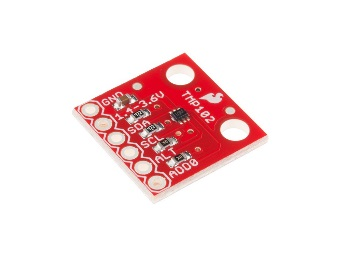 GND
1.4-3.6V
SDA
SCL
ALT
ADD0
TMP102